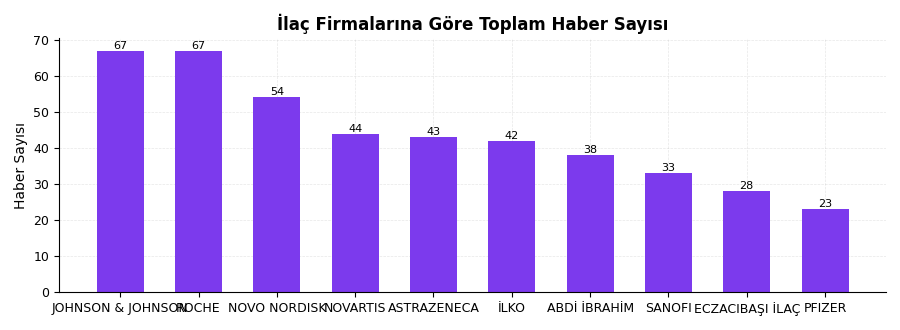 İlaç Firmalarına Göre Toplam Haber Sayısı
Haber Sayısı
70
60
50
40
30
20
10
0
67
67
54
44
43
42
38
33
28
23
JOHNSON & JOHNSON
ROCHE
NOVO NORDISK
NOVARTIS
ASTRAZENECA
İLKO
ABDİ İBRAHİM
SANOFI
ECZACIBAŞI İLAÇ
PFIZER